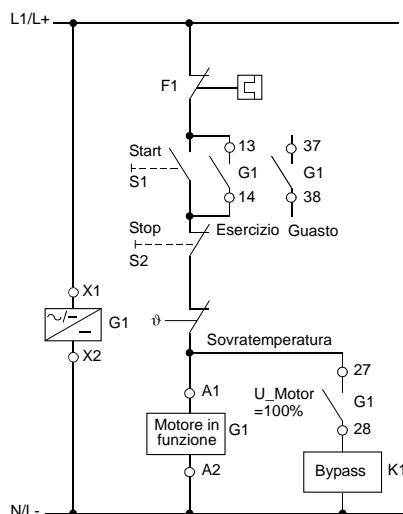 L1/L+
F1
Start
S1
13
G1
14
37
G1
38
Stop
S2
Esercizio
Guasto
X1
G1
X2
ϑ
Sovratemperatura
A1
Motore in
funzione
G1
A2
27
U_Motor
=100%
G1
28
Bypass
K1
N/L-